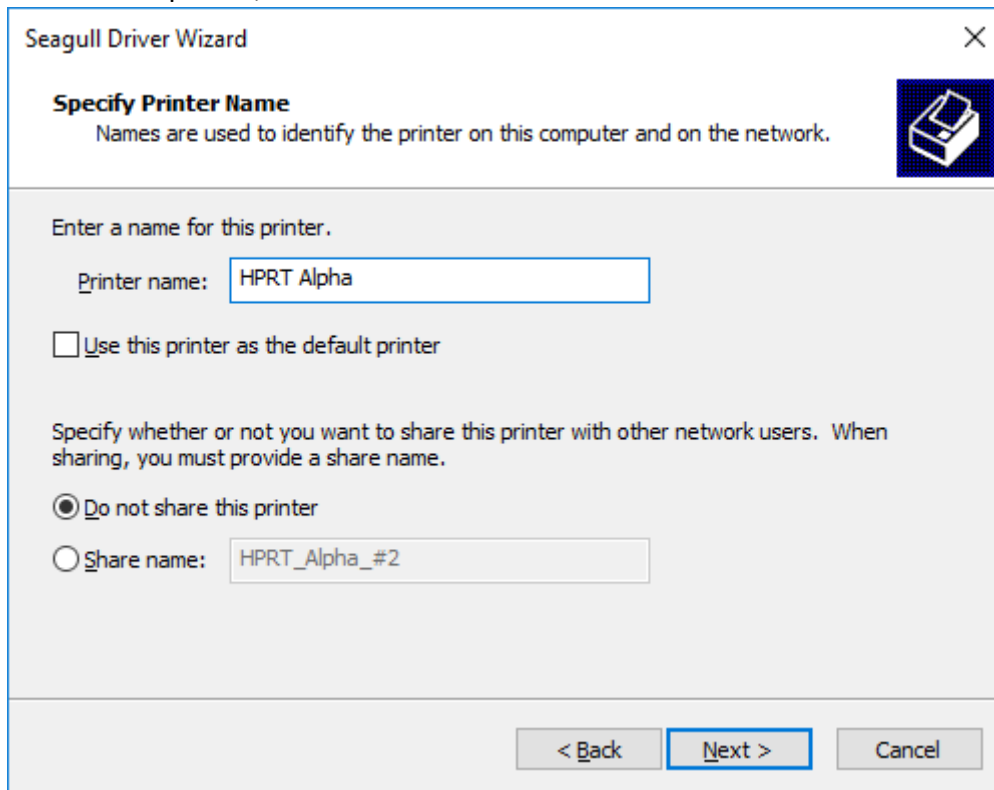 Seagull Driver Wizard
Specify Printer Name
Names are used to identify the printer on this computer and on the network.
Enter a name for this printer.
Printer name: HPRT Alpha
Use this printer as the default printer
Specify whether or not you want to share this printer with other network users.  When
sharing, you must provide a share name.
Do not share this printer
Share name: HPRT_Alpha_#2
< Back Next > Cancel